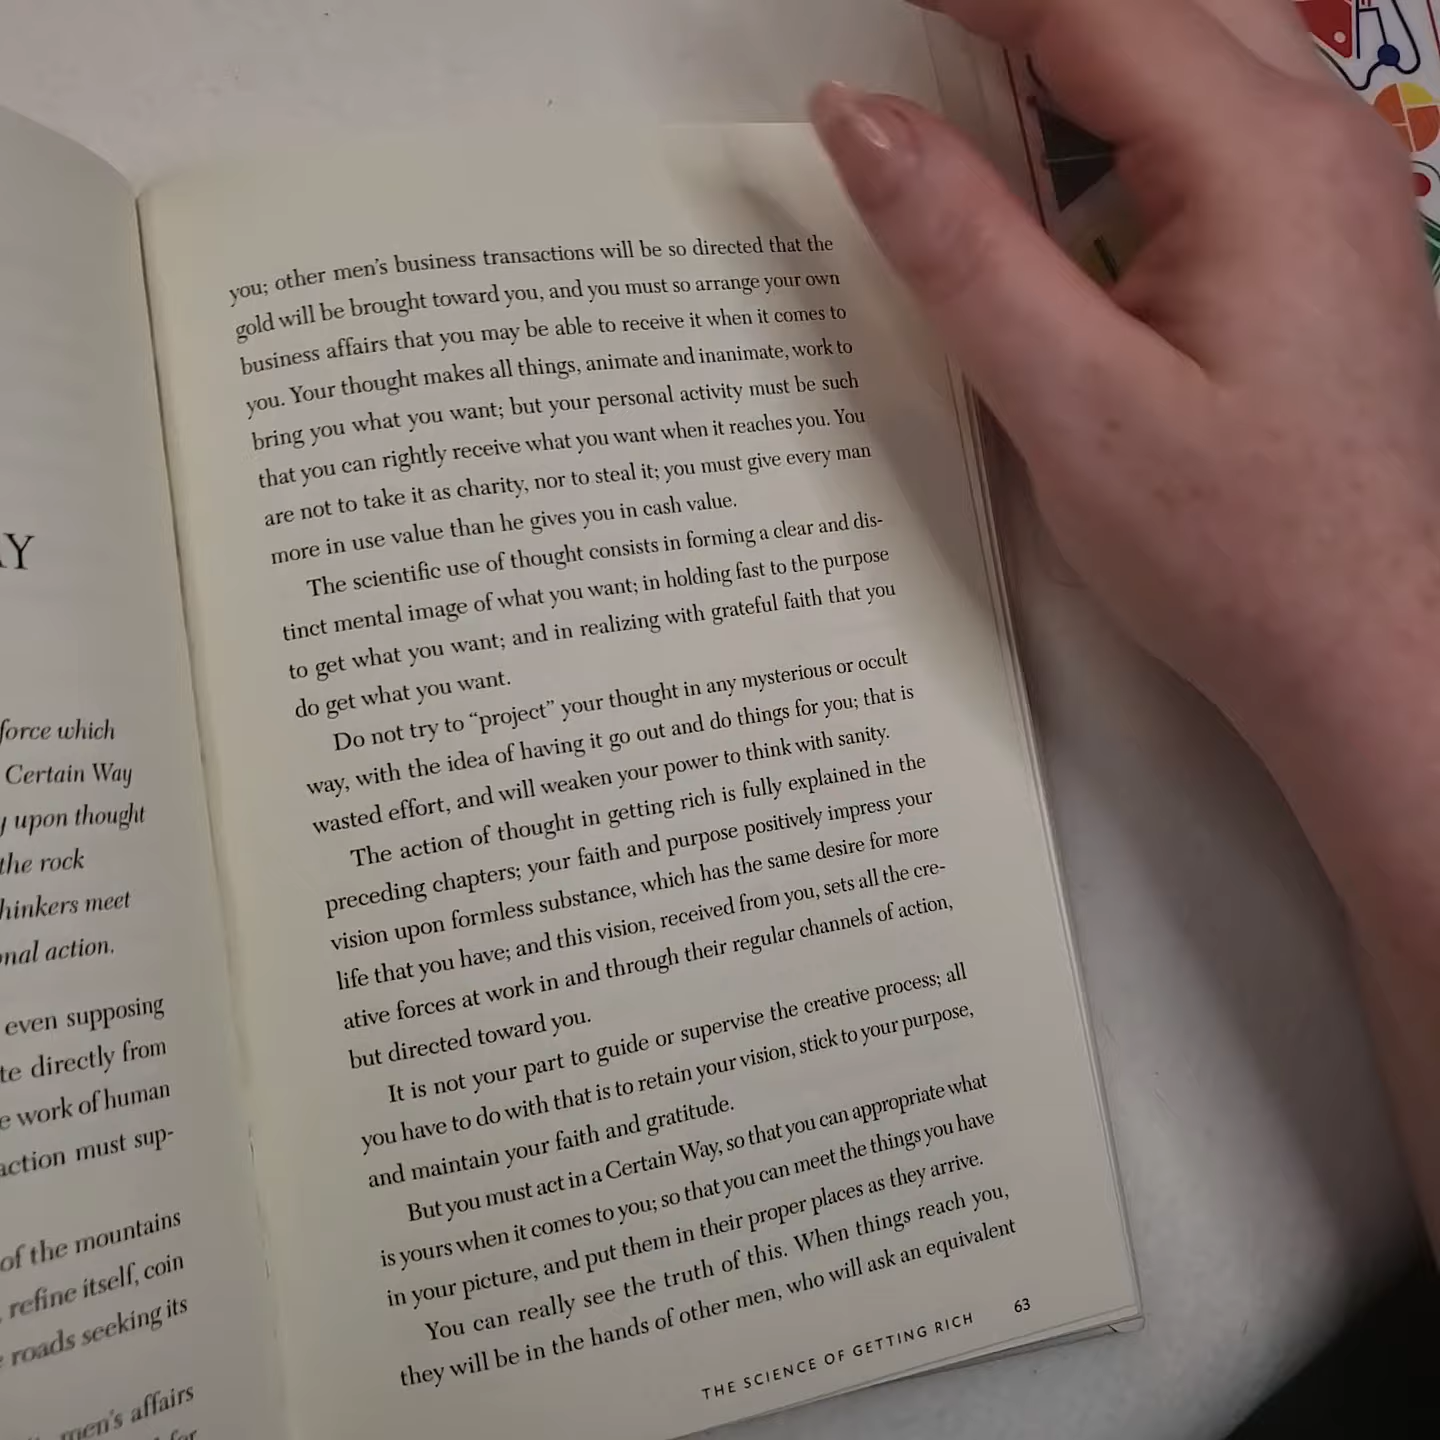 AY
force which
Certain Way
upon thought
the rock
hinkers meet
onal action.
even supposing
te directly from
e work of human
action must sup-
of the mountains
refine itself, coin
roads seeking its
men's affairs
for
you; other men's business transactions will be so directed that the
gold will be brought toward you, and you must so arrange your own
business affairs that you may be able to receive it when it comes to
you. Your thought makes all things, animate and inanimate, work to
bring you what you want; but your personal activity must be such
that you can rightly receive what you want when it reaches you. You
are not to take it as charity, nor to steal it; you must give every man
more in use value than he gives you in cash value.
The scientific use of thought consists in forming a clear and dis-
tinct mental image of what you want; in holding fast to the purpose
to get what you want; and in realizing with grateful faith that you
do get what you want.
Do not try to “project” your thought in any mysterious or occult
way, with the idea of having it go out and do things for you; that is
wasted effort, and will weaken your power to think with sanity.
The action of thought in getting rich is fully explained in the
preceding chapters; your faith and purpose positively impress your
vision upon formless substance, which has the same desire for more
life that you have; and this vision, received from you, sets all the cre-
ative forces at work in and through their regular channels of action,
but directed toward you.
It is not your part to guide or supervise the creative process; all
you have to do with that is to retain your vision, stick to your purpose,
and maintain your faith and gratitude.
But you must act in a Certain Way, so that you can appropriate what
is yours when it comes to you; so that you can meet the things you have
in your picture, and put them in their proper places as they arrive.
You can really see the truth of this. When things reach you,
they will be in the hands of other men, who will ask an equivalent
THE SCIENCE OF GETTING RICH 63